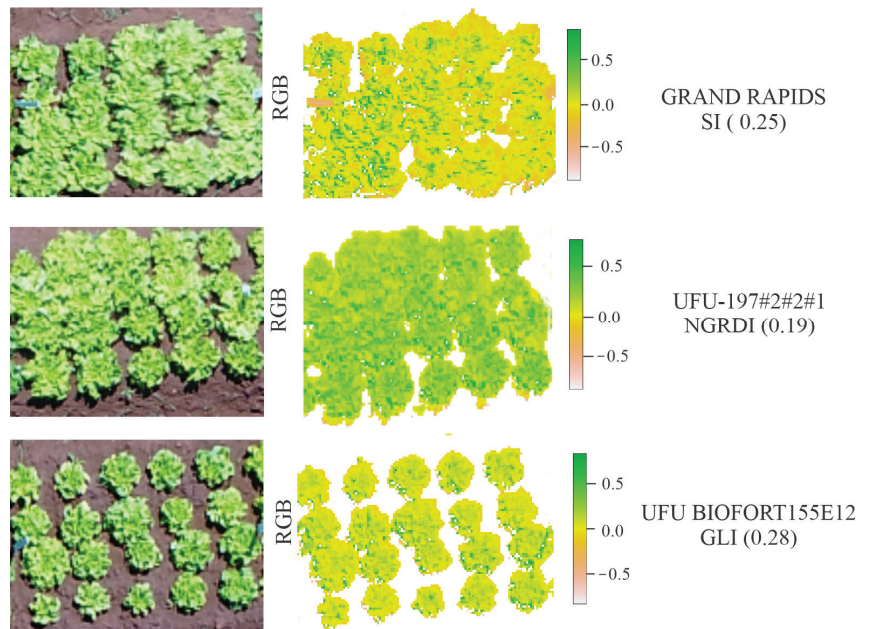 RGB
0.5
0.0
−0.5
GRAND RAPIDS
SI ( 0.25)
RGB
0.5
0.0
−0.5
UFU-197#2#2#1
NGRDI (0.19)
RGB
0.5
0.0
−0.5
UFU BIOFORT155E12
GLI (0.28)